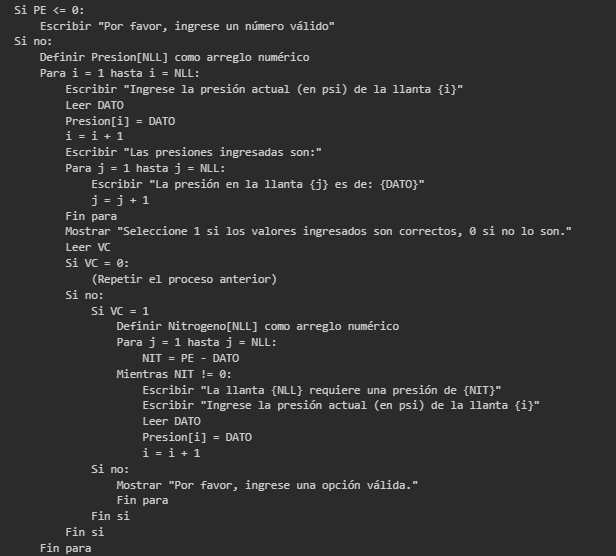 Si PE <= 0:
Escribir "Por favor, ingrese un número válido"
Si no:
Definir Presion[NLL] como arreglo numérico
Para i = 1 hasta i = NLL:
Escribir "Ingrese la presión actual (en psi) de la llanta {i}"
Leer DATO
Presion[i] = DATO
i = i + 1
Escribir "Las presiones ingresadas son:"
Para j = 1 hasta j = NLL:
Escribir "La presión en la llanta {j} es de: {DATO}"
j = j + 1
Fin para
Mostrar "Seleccione 1 si los valores ingresados son correctos, 0 si no lo son."
Leer VC
Si VC = 0:
(Repetir el proceso anterior)
Si no:
Si VC = 1
Definir Nitrogeno[NLL] como arreglo numérico
Para j = 1 hasta j = NLL:
NIT = PE - DATO
Mientras NIT != 0:
Escribir "La llanta {NLL} requiere una presión de {NIT}"
Escribir "Ingrese la presión actual (en psi) de la llanta {i}"
Leer DATO
Presion[i] = DATO
i = i + 1
Si no:
Mostrar "Por favor, ingrese una opción válida."
Fin para
Fin si
Fin si
Fin para